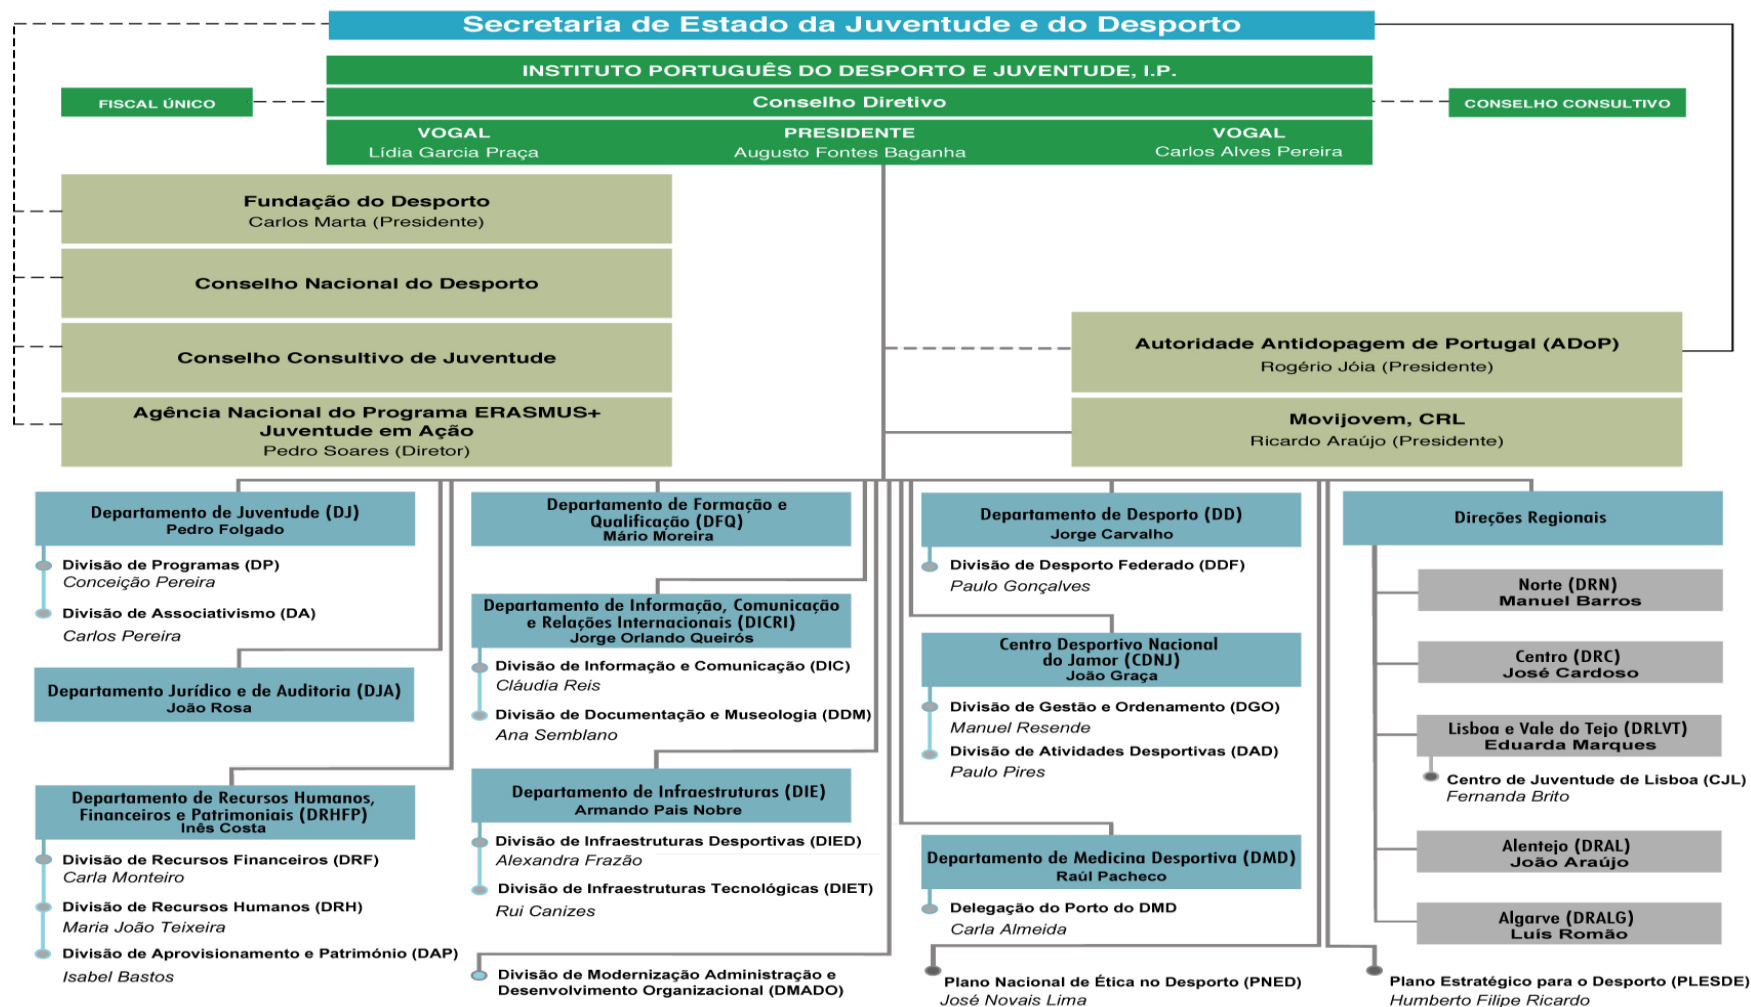 Secretaria de Estado da Juventude e do Desporto
INSTITUTO PORTUGUÊS DO DESPORTO E JUVENTUDE, I.P.
FISCAL ÚNICO
Conselho Diretivo
CONSELHO CONSULTIVO
VOGAL
Lídia Garcia Praça
PRESIDENTE
Augusto Fontes Baganha
VOGAL
Carlos Alves Pereira
Fundação do Desporto
Carlos Marta (Presidente)
Conselho Nacional do Desporto
Conselho Consultivo de Juventude
Agência Nacional do Programa ERASMUS+
Juventude em Ação
Pedro Soares (Diretor)
Autoridade Antidopagem de Portugal (ADoP)
Rogério Jóia (Presidente)
Movijovem, CRL
Ricardo Araújo (Presidente)
Departamento de Juventude (DJ)
Pedro Folgado
Divisão de Programas (DP)
Conceição Pereira
Divisão de Associativismo (DA)
Carlos Pereira
Departamento Jurídico e de Auditoria (DJA)
João Rosa
Departamento de Recursos Humanos,
Financeiros e Patrimoniais (DRHFP)
Inês Costa
Divisão de Recursos Financeiros (DRF)
Carla Monteiro
Divisão de Recursos Humanos (DRH)
Maria João Teixeira
Divisão de Aprovisionamento e Património (DAP)
Isabel Bastos
Departamento de Formação e
Qualificação (DFQ)
Mário Moreira
Departamento de Informação, Comunicação
e Relações Internacionais (DICRI)
Jorge Orlando Queirós
Divisão de Informação e Comunicação (DIC)
Cláudia Reis
Divisão de Documentação e Museologia (DDM)
Ana Semblano
Departamento de Infraestruturas (DIE)
Armando Pais Nobre
Divisão de Infraestruturas Desportivas (DIED)
Alexandra Frazão
Divisão de Infraestruturas Tecnológicas (DIET)
Rui Canizes
Divisão de Modernização Administração e
Desenvolvimento Organizacional (DMADO)
Departamento de Desporto (DD)
Jorge Carvalho
Divisão de Desporto Federado (DDF)
Paulo Gonçalves
Centro Desportivo Nacional
do Jamor (CDNJ)
João Graça
Divisão de Gestão e Ordenamento (DGO)
Manuel Resende
Divisão de Atividades Desportivas (DAD)
Paulo Pires
Departamento de Medicina Desportiva (DMD)
Raúl Pacheco
Delegação do Porto do DMD
Carla Almeida
Plano Nacional de Ética no Desporto (PNED)
José Novais Lima
Direções Regionais
Norte (DRN)
Manuel Barros
Centro (DRC)
José Cardoso
Lisboa e Vale do Tejo (DRLVT)
Eduarda Marques
Centro de Juventude de Lisboa (CJL)
Fernanda Brito
Alentejo (DRAL)
João Araújo
Algarve (DRALG)
Luís Romão
Plano Estratégico para o Desporto (PLESDE)
Humberto Filipe Ricardo